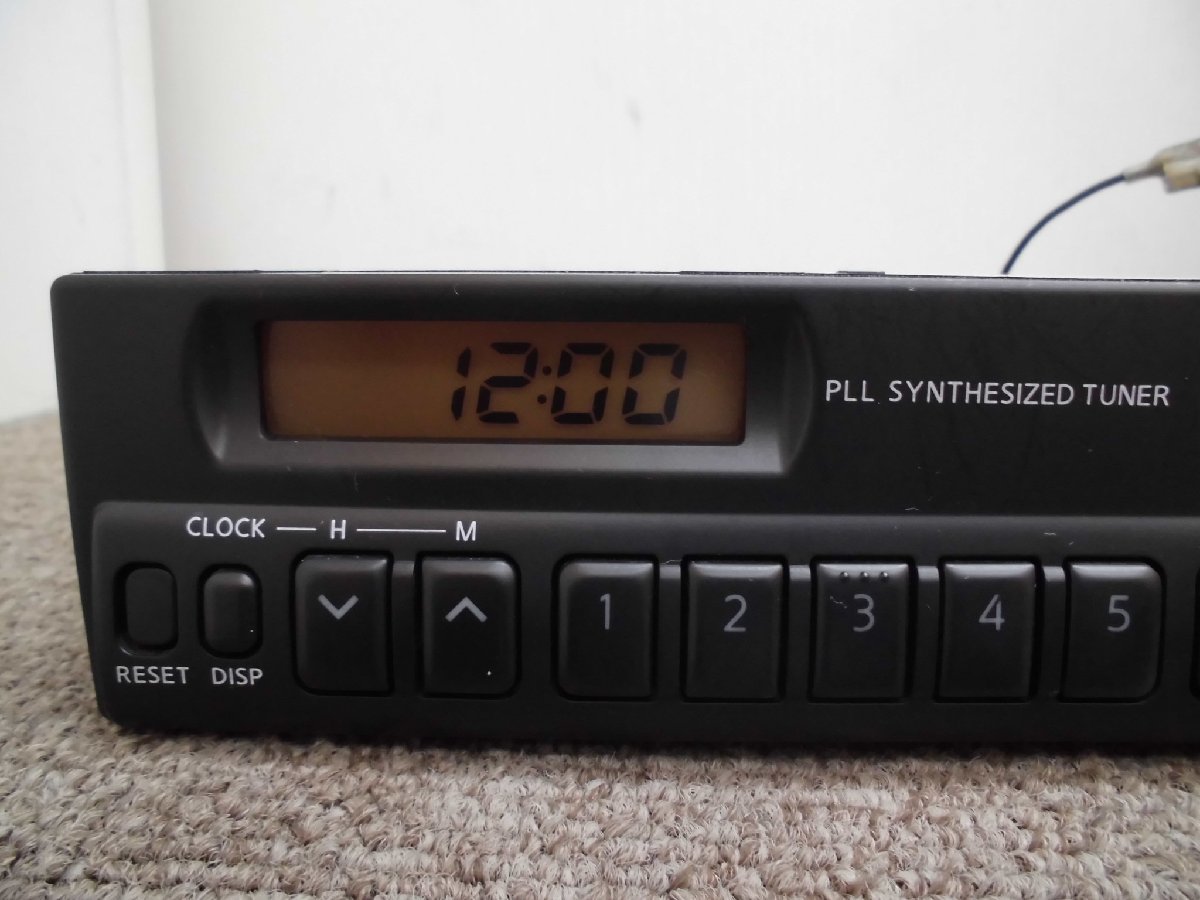 12:00
PLL SYNTHESIZED TUNER
CLOCK — H — M
1 2 3 4 5
RESET DISP